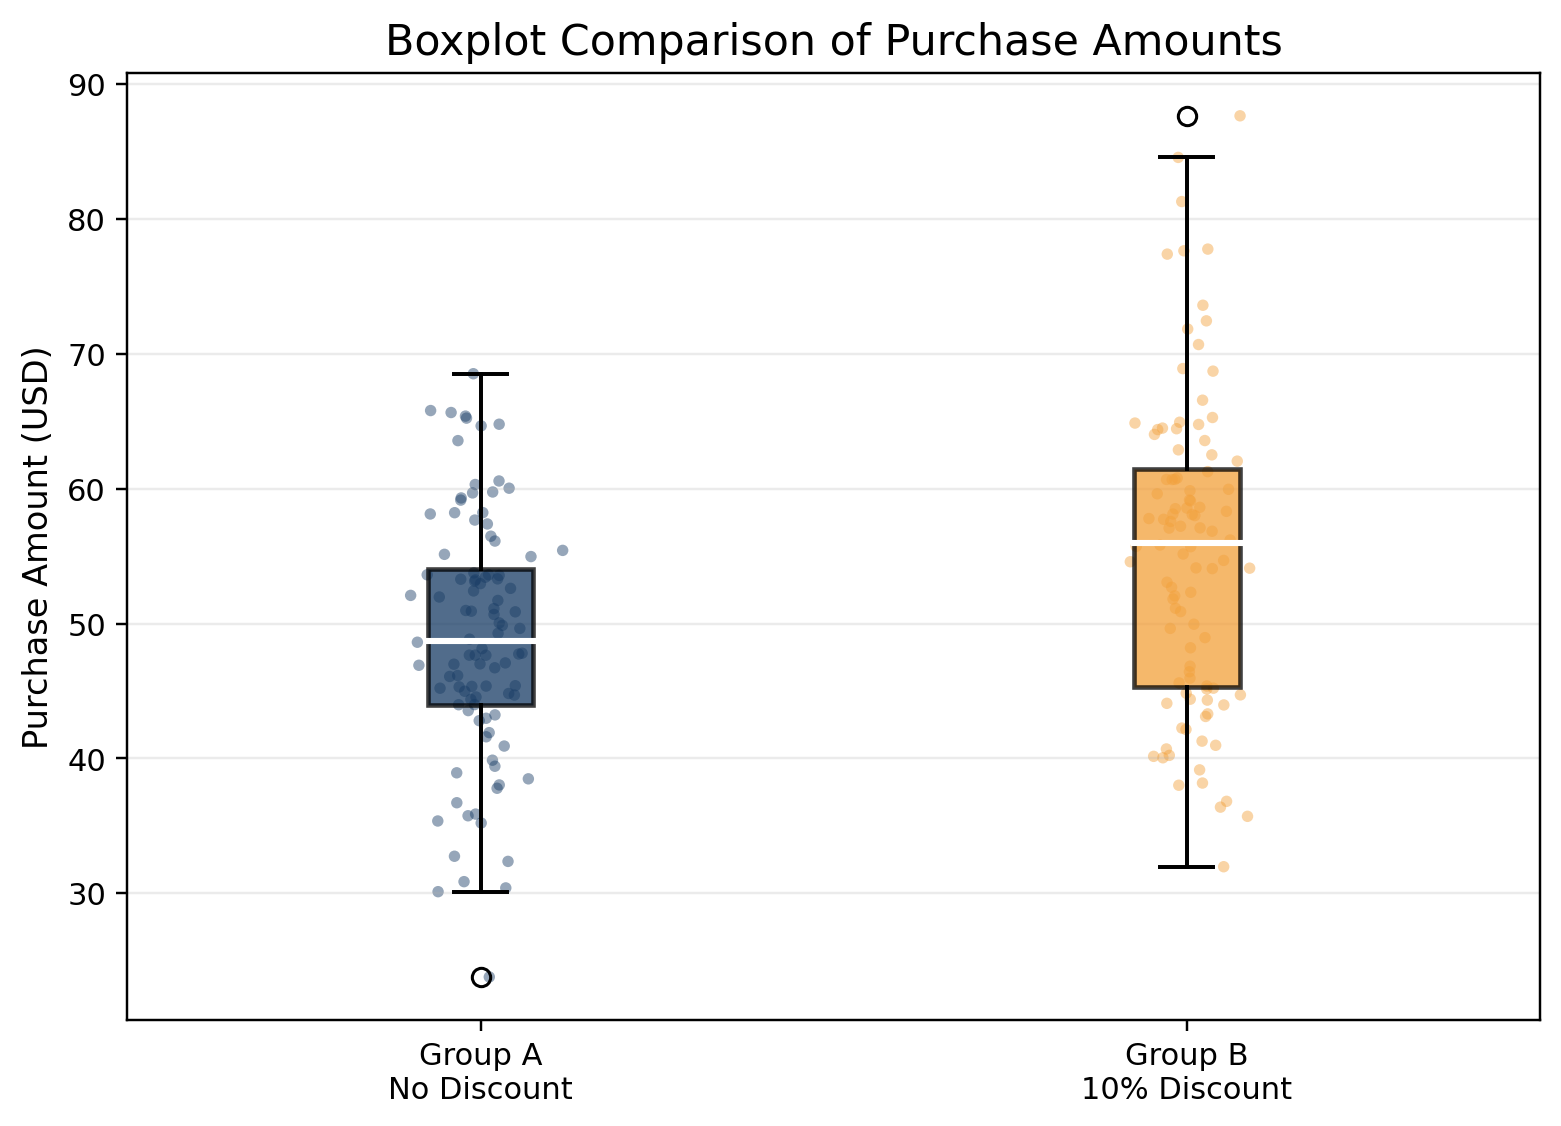 Boxplot Comparison of Purchase Amounts
Purchase Amount (USD)
90
80
70
60
50
40
30
Group A
No Discount
Group B
10% Discount